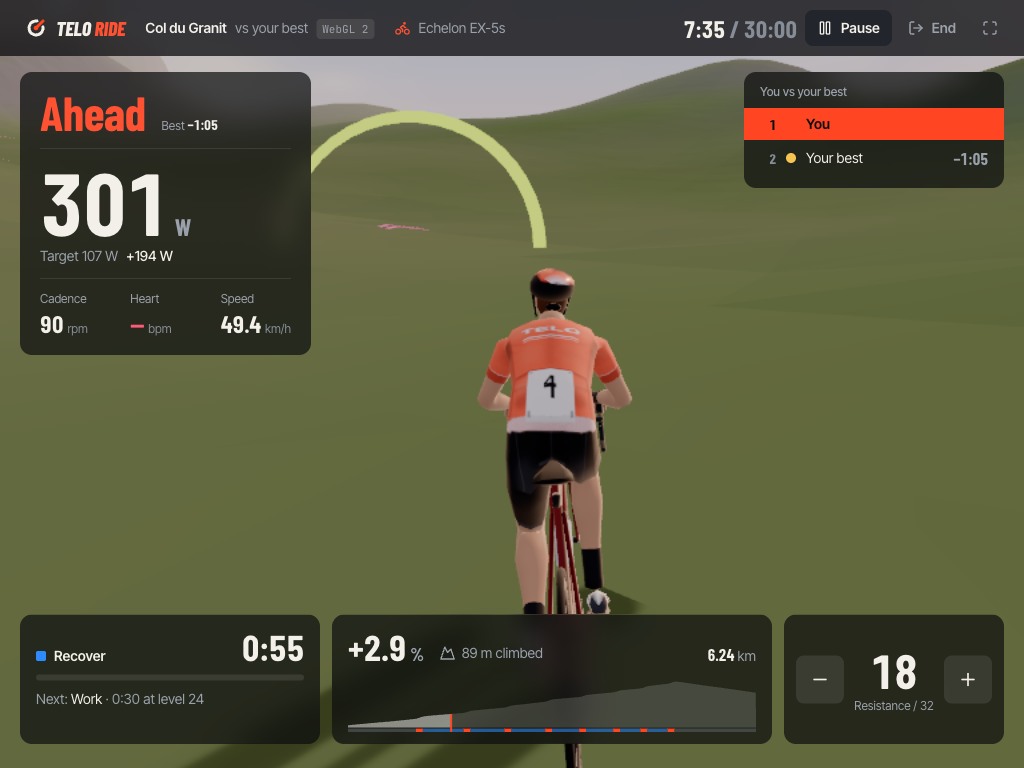 TELO RIDE
Col du Granit vs your best WebGL 2
Echelon EX-5s
7:35 / 30:00
Pause
End
Ahead Best −1:05
301 W
Target 107 W +194 W
Cadence Heart Speed
90 rpm — bpm 49.4 km/h
You vs your best
1 You
2 Your best −1:05
TELO
4
Recover 0:55
Next: Work · 0:30 at level 24
+2.9 % 89 m climbed 6.24 km
− 18 +
Resistance / 32